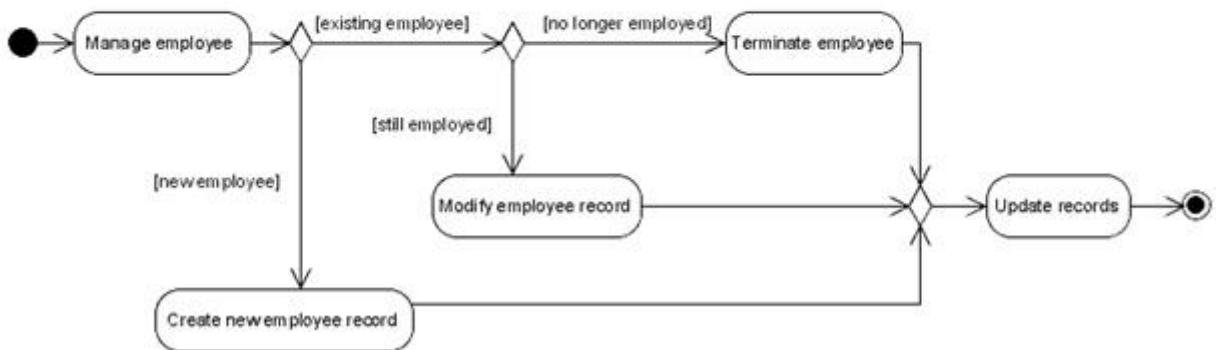 [existing employee]
[no longer employed]
Manage employee
Terminate employee
[still employed]
[new employee]
Modify employee record
Update records
Create new employee record